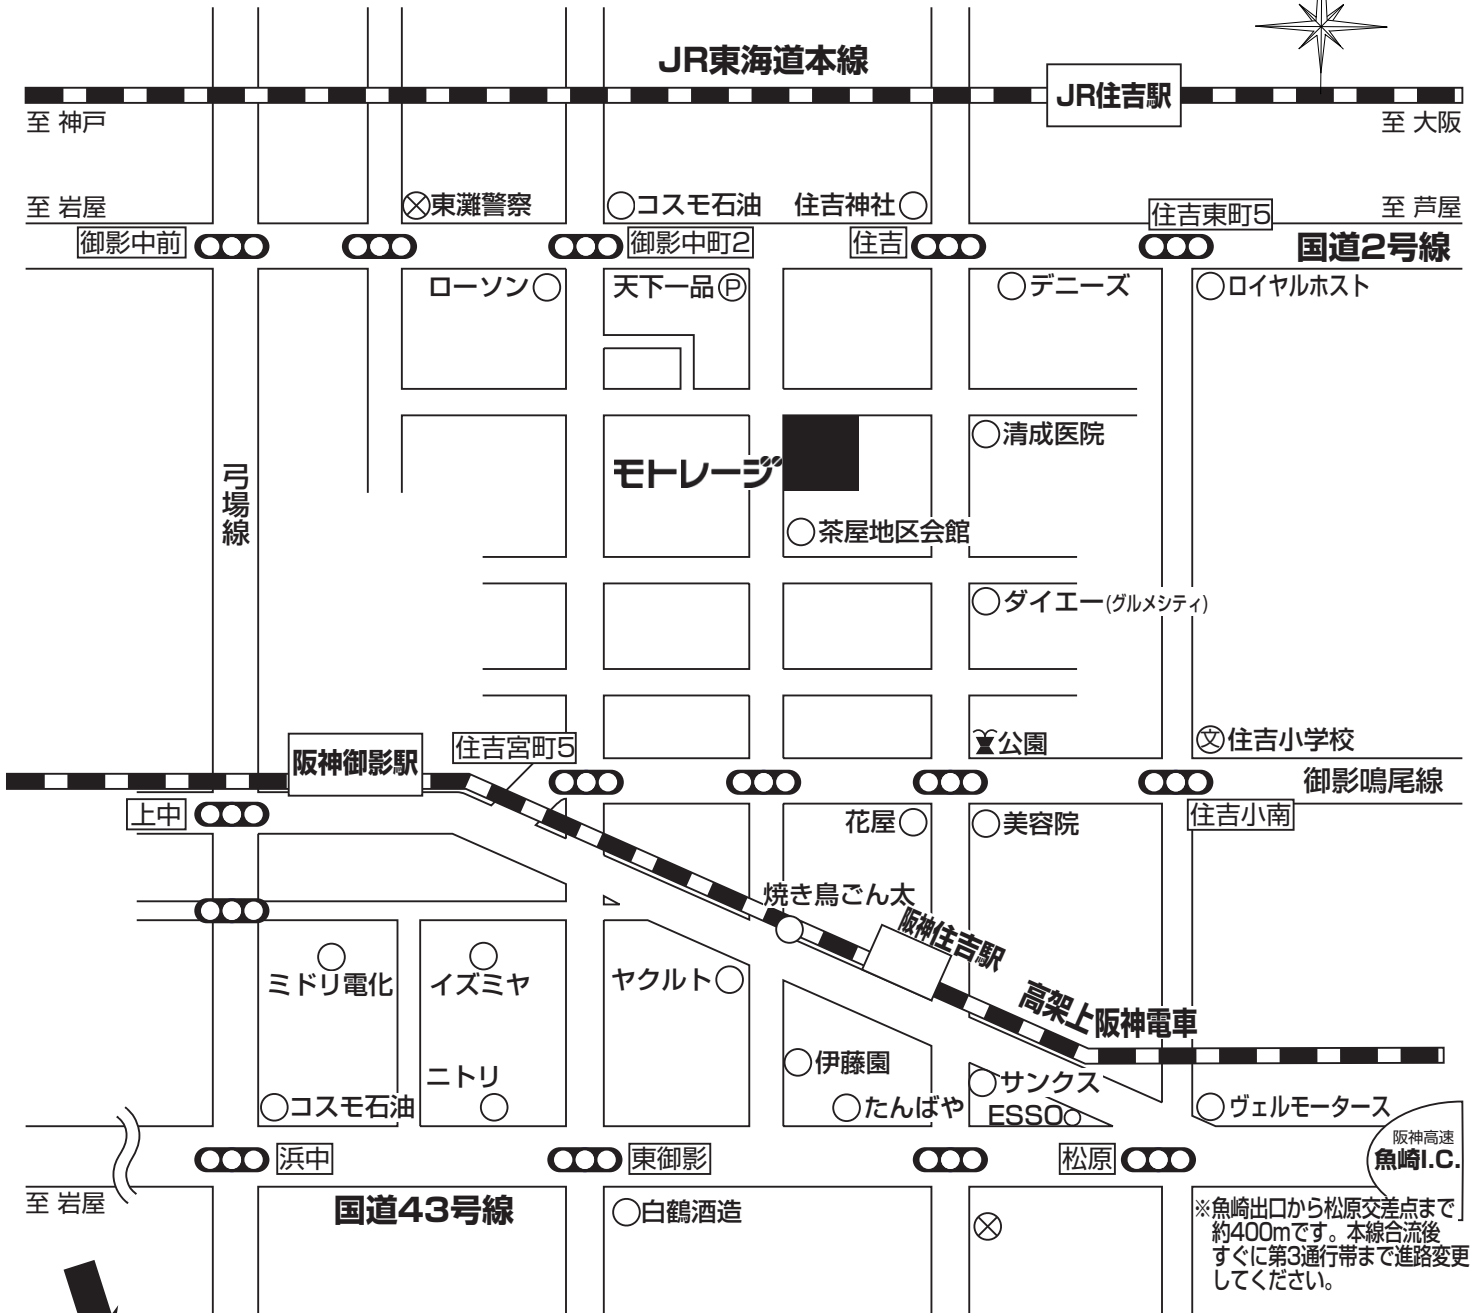 JR東海道本線
JR住吉駅
至 神戸
至 大阪
至 岩屋
東灘警察
コスモ石油
住吉神社
住吉東町5
至 芦屋
御影中前
御影中町2
住吉
国道2号線
ローソン
天下一品 P
デニーズ
ロイヤルホスト
清成医院
モトレージ
弓場線
茶屋地区会館
ダイエー(グルメシティ)
阪神御影駅
住吉宮町5
公園
文 住吉小学校
御影鳴尾線
上中
花屋
美容院
住吉小南
焼き鳥ごん太
阪神住吉駅
ミドリ電化
イズミヤ
ヤクルト
高架上阪神電車
伊藤園
ニトリ
サンクス
コスモ石油
たんばや
ESSO
ヴェルモータース
阪神高速
魚崎I.C.
浜中
東御影
松原
至 岩屋
国道43号線
白鶴酒造
※魚崎出口から松原交差点まで
約400mです。本線合流後
すぐに第3通行帯まで進路変更
してください。